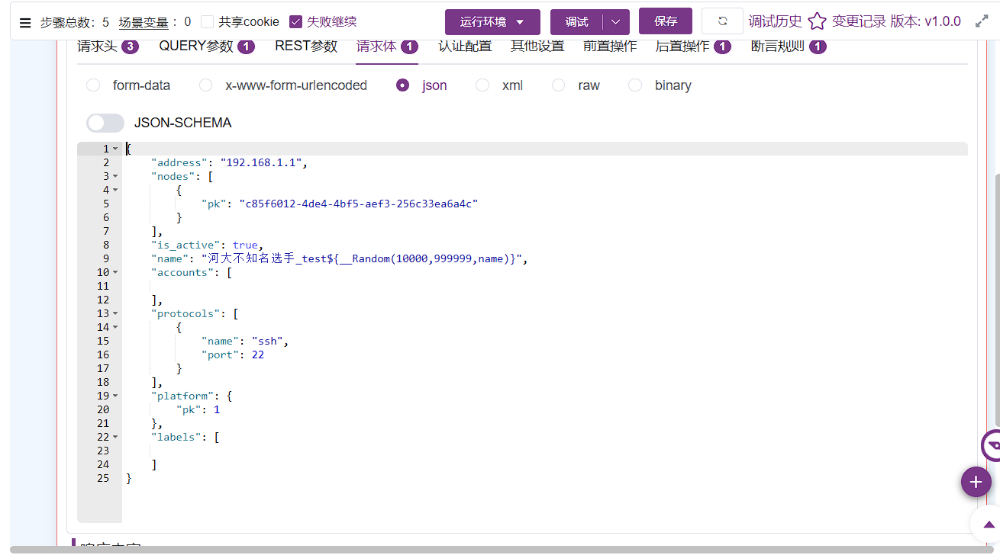 步骤总数：5 场景变量：0 共享cookie 失败继续 运行环境 调试 保存 调试历史 变更记录 版本: v1.0.0
请求头 3 QUERY参数 1 REST参数 请求体 1 认证配置 其他设置 前置操作 后置操作 1 断言规则 1
form-data x-www-form-urlencoded json xml raw binary
JSON-SCHEMA
1 {
2 "address": "192.168.1.1",
3 "nodes": [
4 {
5 "pk": "c85f6012-4de4-4bf5-aef3-256c33ea6a4c"
6 }
7 ],
8 "is_active": true,
9 "name": "河大不知名选手_test${__Random(10000,999999,name)}",
10 "accounts": [
11
12 ],
13 "protocols": [
14 {
15 "name": "ssh",
16 "port": 22
17 }
18 ],
19 "platform": {
20 "pk": 1
21 },
22 "labels": [
23
24 ]
25 }